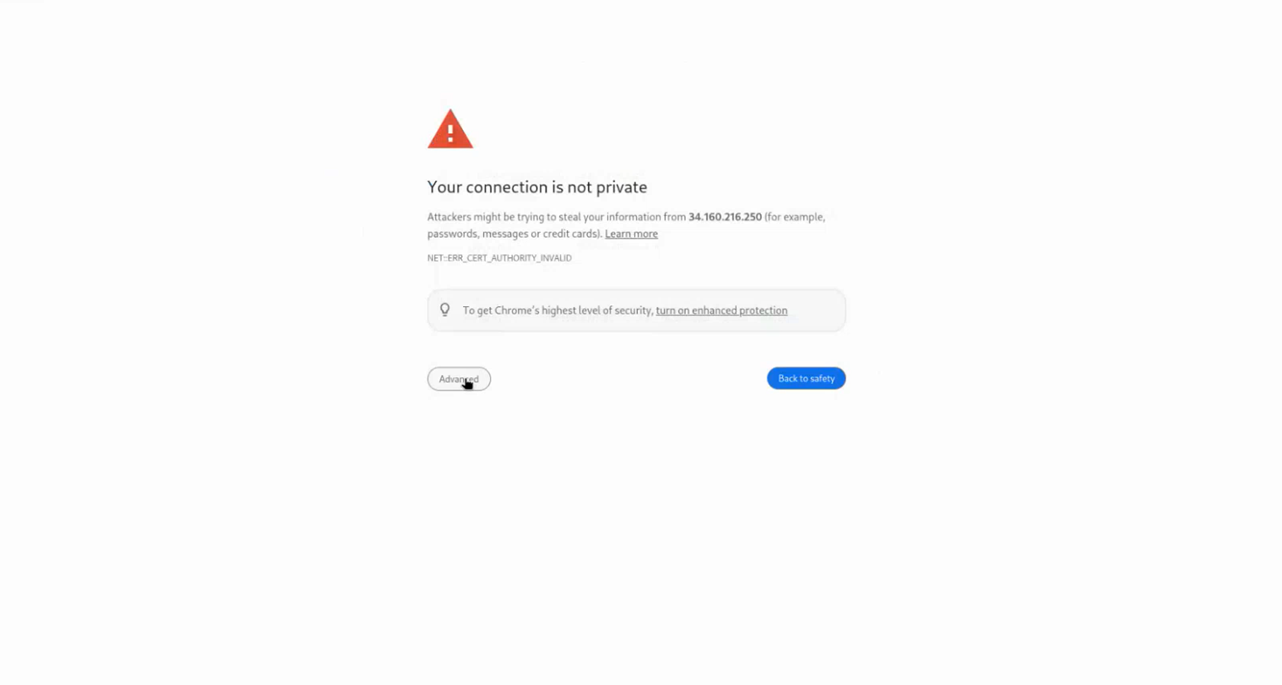 Your connection is not private
Attackers might be trying to steal your information from 34.160.216.250 (for example,
passwords, messages or credit cards). Learn more
NET::ERR_CERT_AUTHORITY_INVALID
To get Chrome's highest level of security, turn on enhanced protection
Advanced
Back to safety